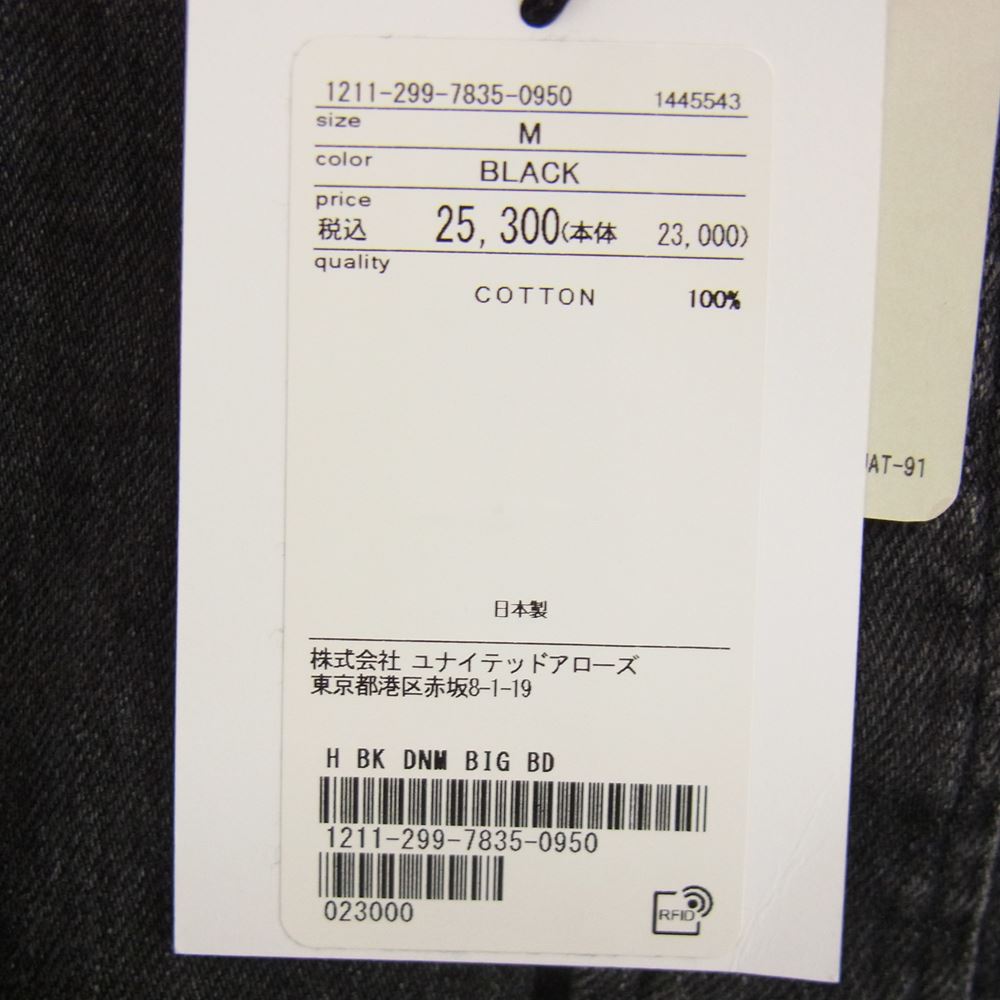 1211-299-7835-0950 1445543
size
M
color
BLACK
price
税込 25,300(本体 23,000)
quality
COTTON 100%
AT-91
日本製
株式会社 ユナイテッドアローズ
東京都港区赤坂8-1-19
H BK DNM BIG BD
1211-299-7835-0950
023000
RFID